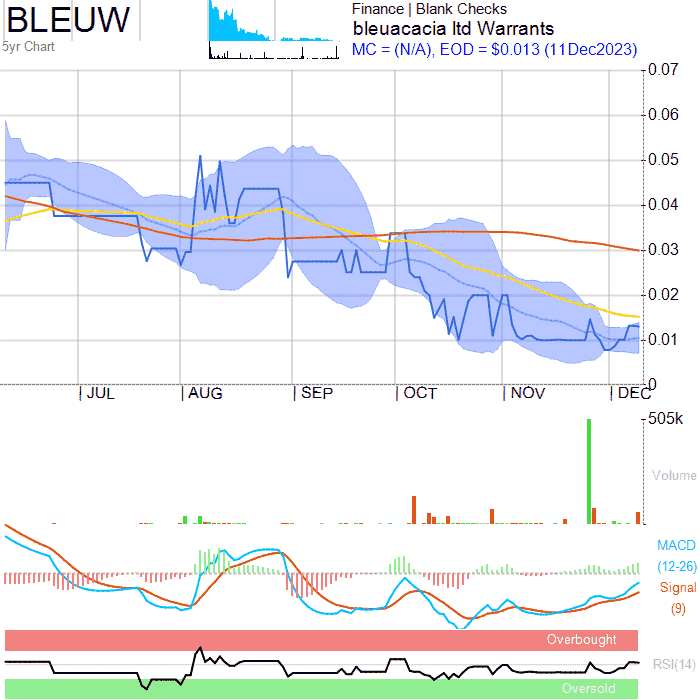 BLEUW
5yr Chart
Finance | Blank Checks
bleuacacia ltd Warrants
MC = (N/A), EOD = $0.013 (11Dec2023)
0.07
0.06
0.05
0.04
0.03
0.02
0.01
0
JUL AUG SEP OCT NOV DEC
505k
Volume
MACD
(12-26)
Signal
(9)
Overbought
RSI(14)
Oversold